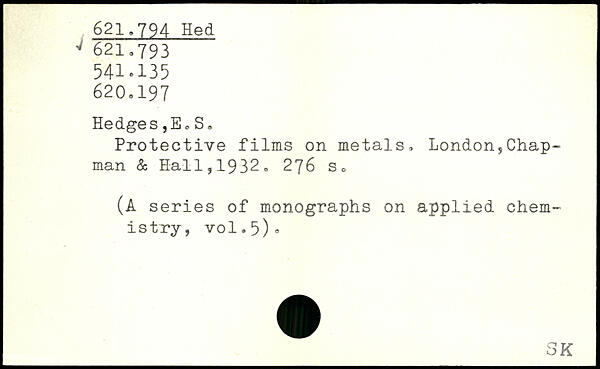 621.794 Hed
621.793
541.135
620.197
Hedges,E.S.
Protective films on metals. London,Chap-
man & Hall,1932. 276 s.
(A series of monographs on applied chem-
istry, vol.5).
SK